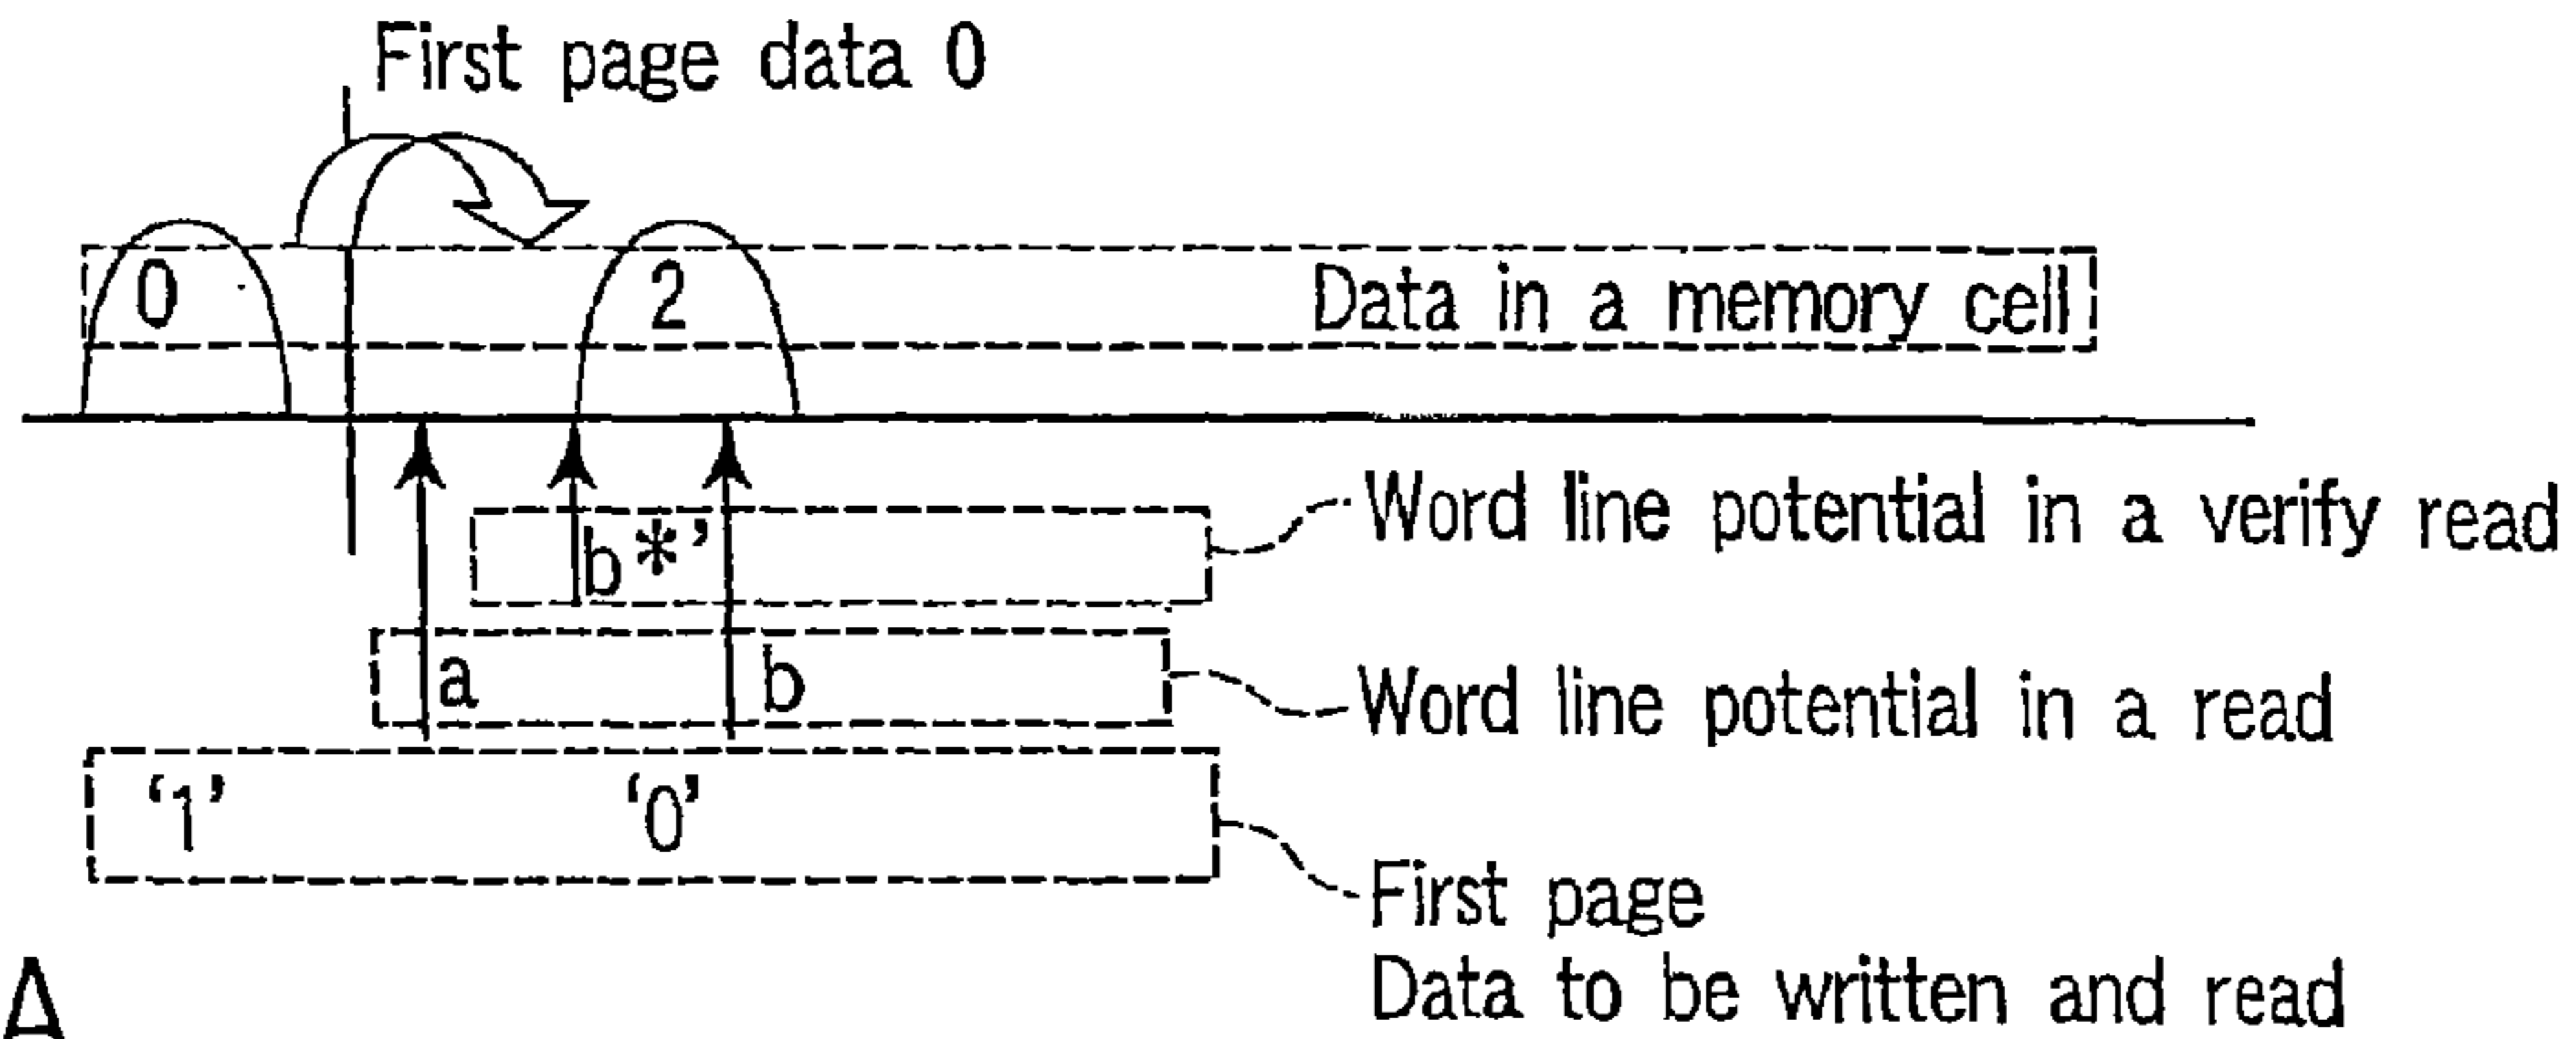 First page data 0
0 2 Data in a memory cell
b*' Word line potential in a verify read
a b Word line potential in a read
‘1’ ‘0’
First page
Data to be written and read
A